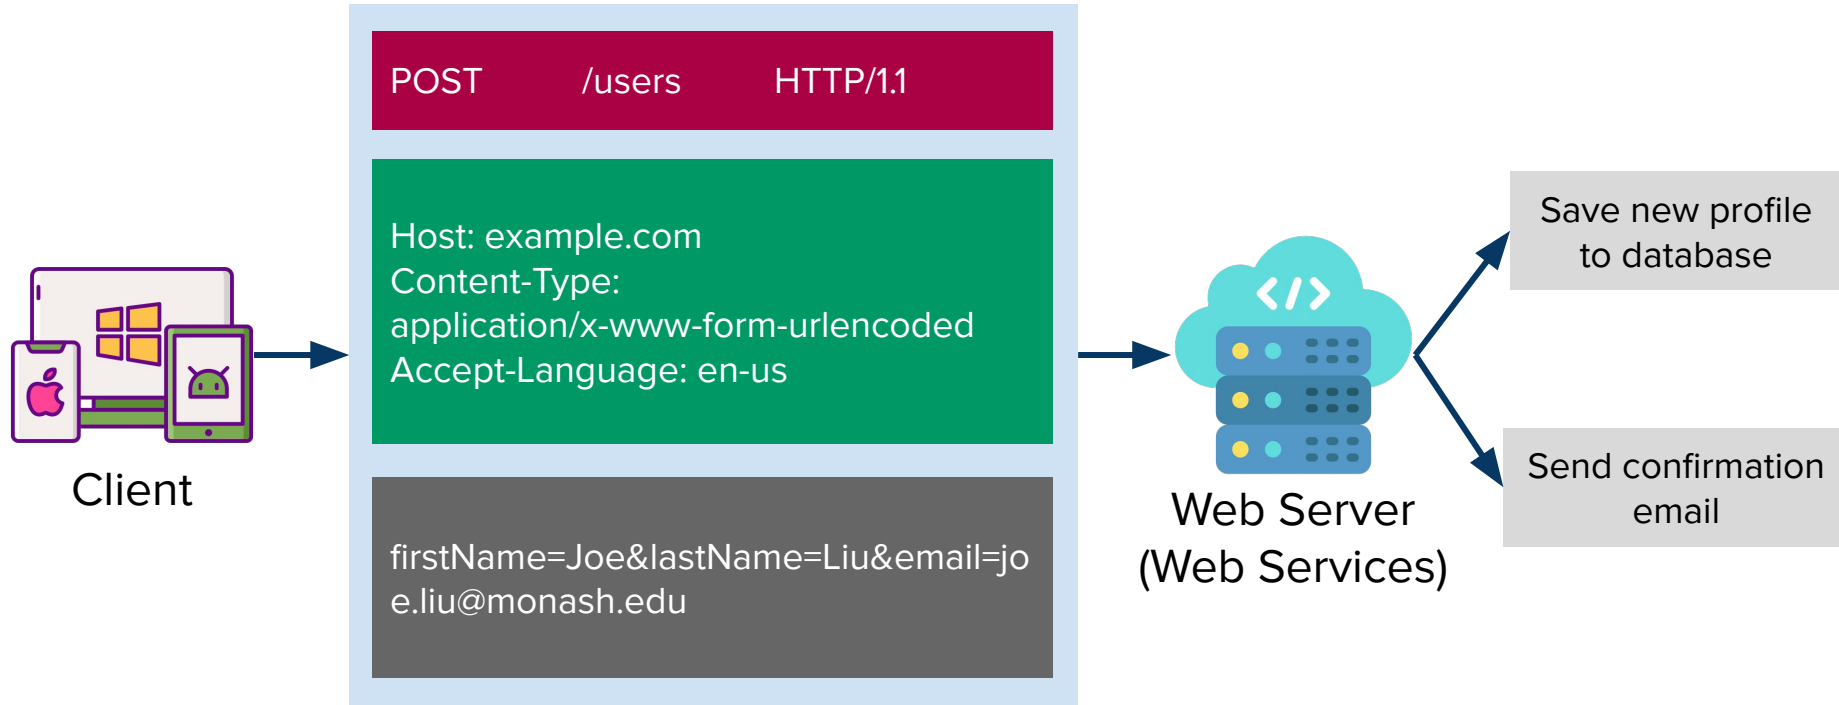 POST /users HTTP/1.1
Host: example.com
Content-Type:
application/x-www-form-urlencoded
Accept-Language: en-us
firstName=Joe&lastName=Liu&email=jo
e.liu@monash.edu
Client
Web Server
(Web Services)
Save new profile
to database
Send confirmation
email